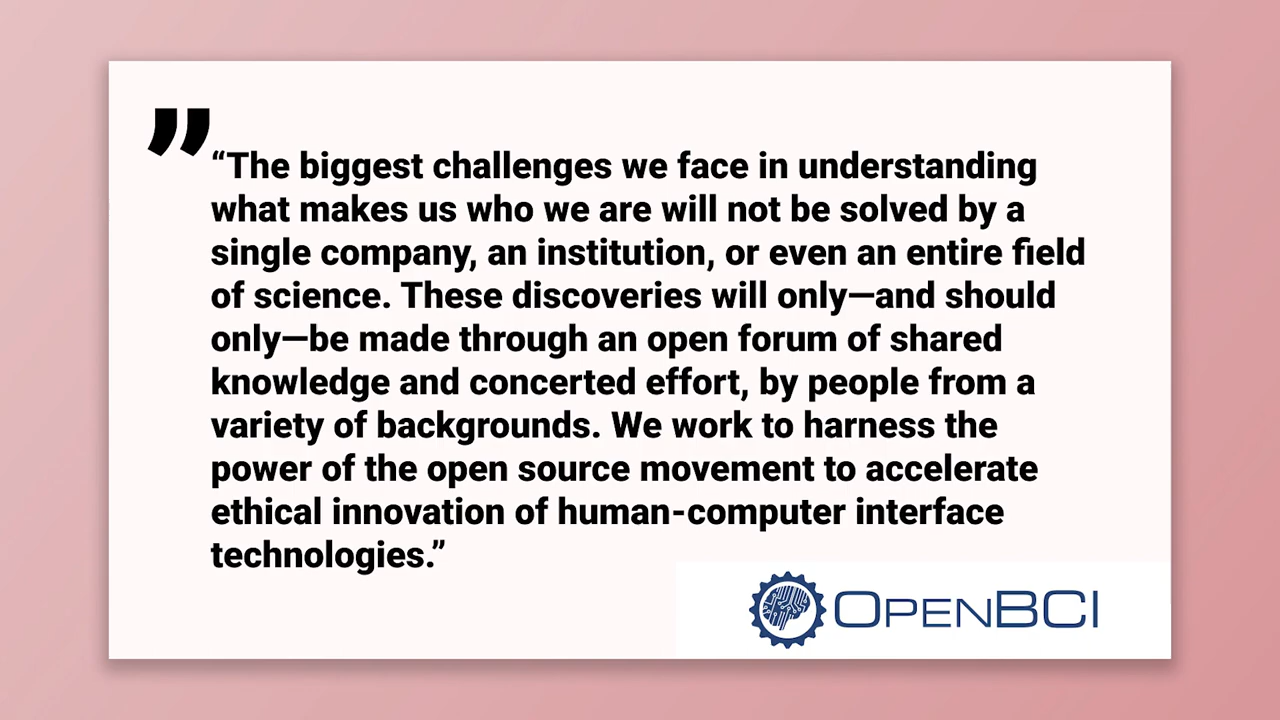 ”
“The biggest challenges we face in understanding
what makes us who we are will not be solved by a
single company, an institution, or even an entire field
of science. These discoveries will only—and should
only—be made through an open forum of shared
knowledge and concerted effort, by people from a
variety of backgrounds. We work to harness the
power of the open source movement to accelerate
ethical innovation of human-computer interface
technologies.”
OpenBCI